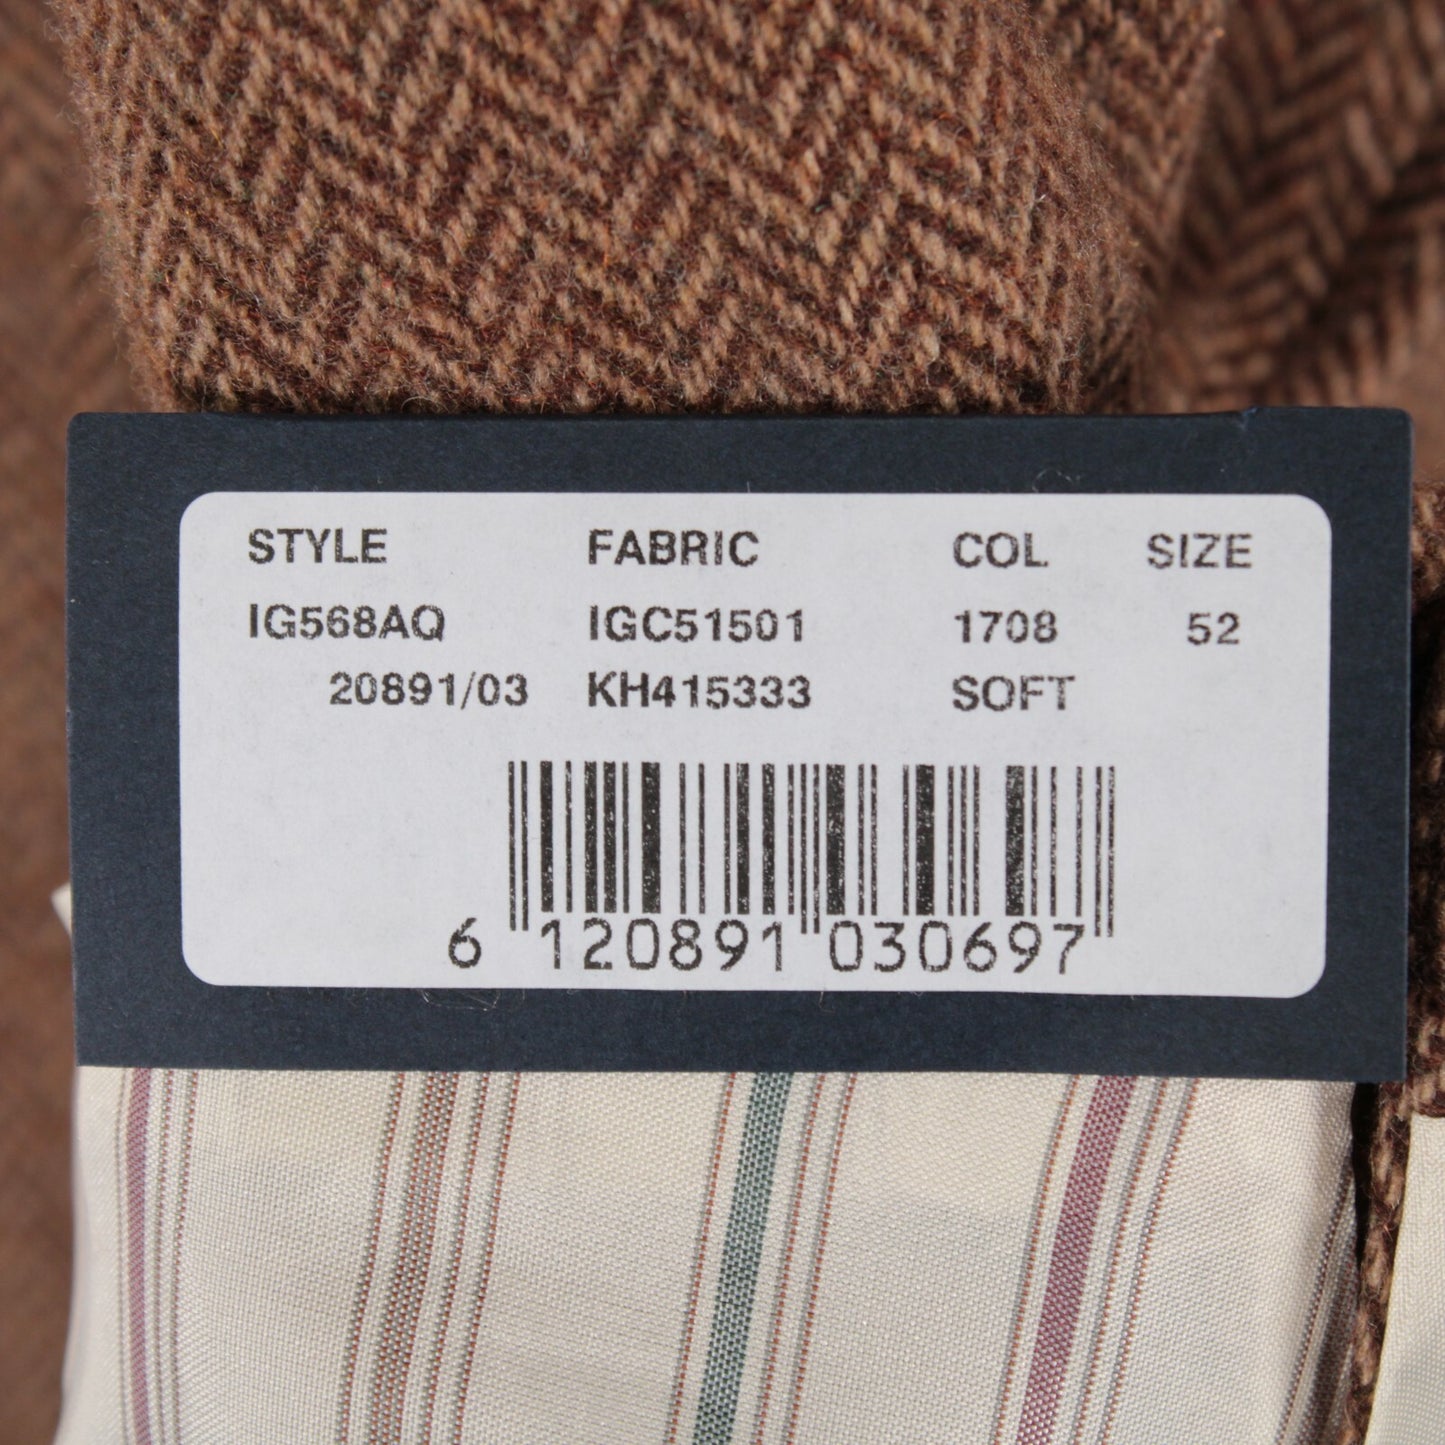 STYLE FABRIC COL SIZE
IG568AQ IGC51501 1708 52
20891/03 KH415333 SOFT
6 120891 030697